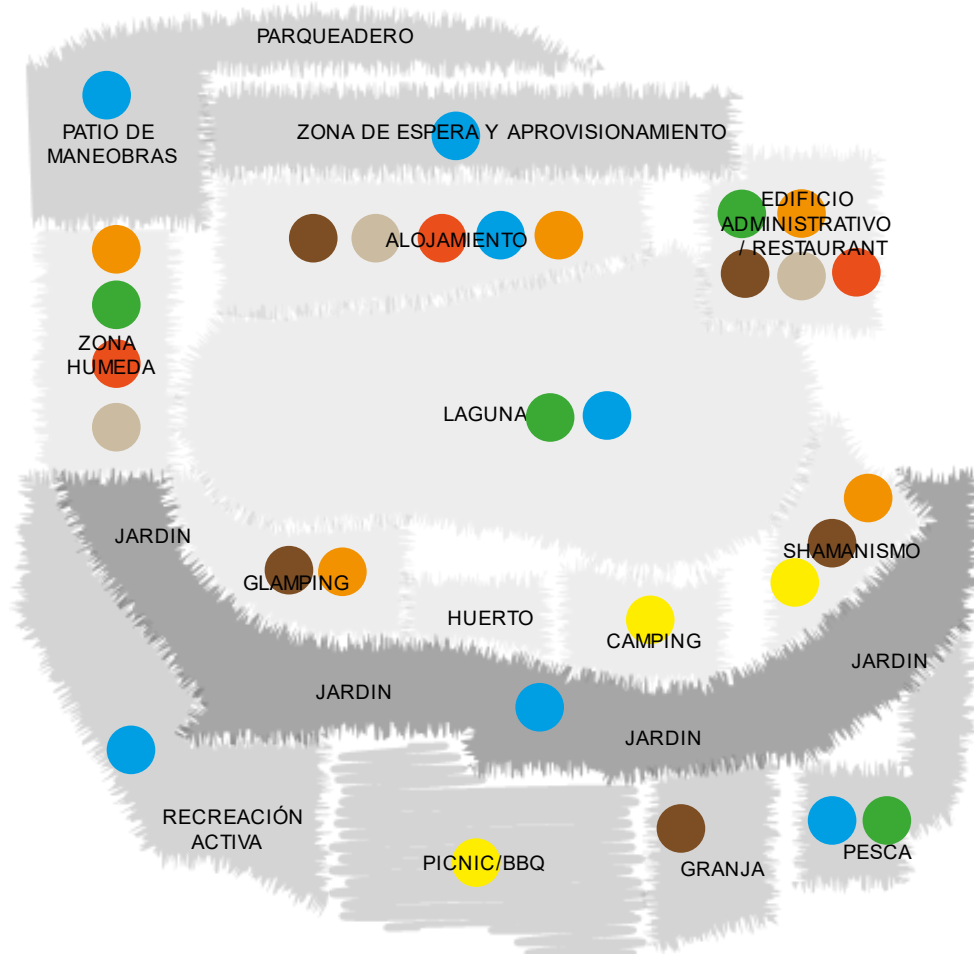 PARQUEADERO
PATIO DE
MANEOBRAS
ZONA DE ESPERA Y APROVISIONAMIENTO
EDIFICIO
ADMINISTRATIVO
/ RESTAURANT
ALOJAMIENTO
ZONA
HUMEDA
LAGUNA
JARDIN
SHAMANISMO
GLAMPING
HUERTO
CAMPING
JARDIN
JARDIN
JARDIN
RECREACIÓN
ACTIVA
PICNIC/BBQ
GRANJA
PESCA